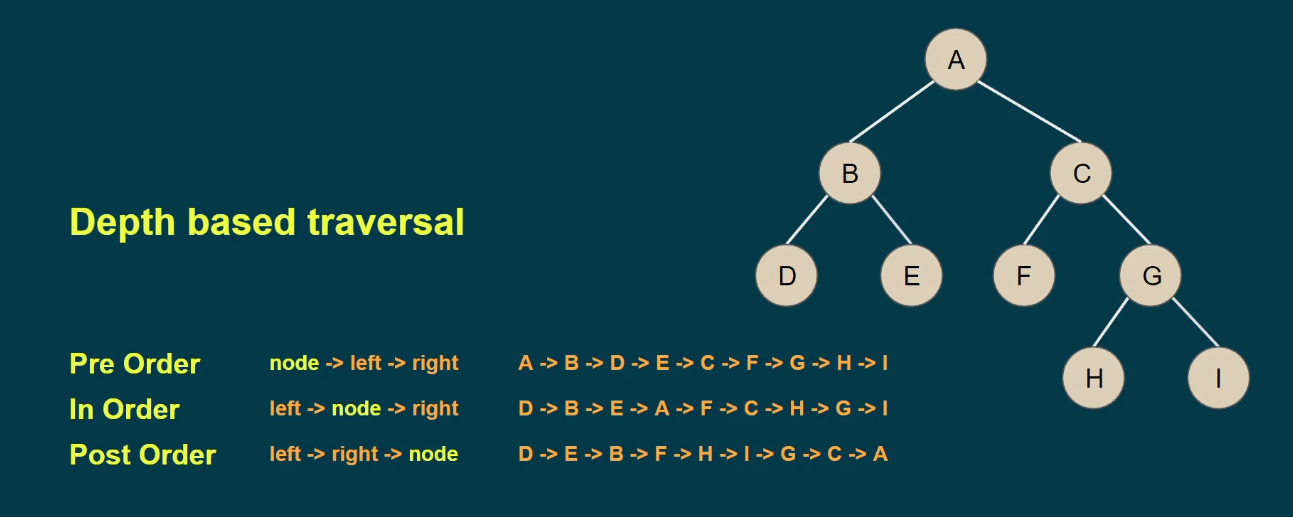 Depth based traversal
Pre Order node -> left -> right A -> B -> D -> E -> C -> F -> G -> H -> I
In Order left -> node -> right D -> B -> E -> A -> F -> C -> H -> G -> I
Post Order left -> right -> node D -> E -> B -> F -> H -> I -> G -> C -> A
A
B C
D E F G
H I